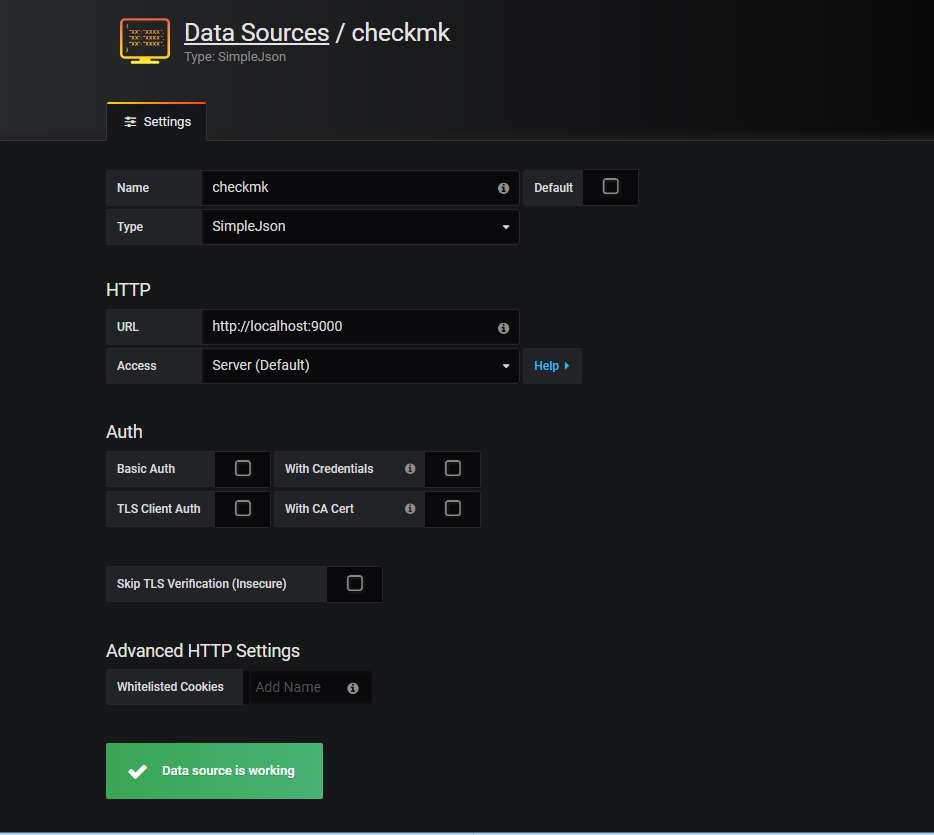 Data Sources / checkmk
Type: SimpleJson
Settings
Name checkmk Default
Type SimpleJson
HTTP
URL http://localhost:9000
Access Server (Default) Help
Auth
Basic Auth With Credentials
TLS Client Auth With CA Cert
Skip TLS Verification (Insecure)
Advanced HTTP Settings
Whitelisted Cookies Add Name
Data source is working